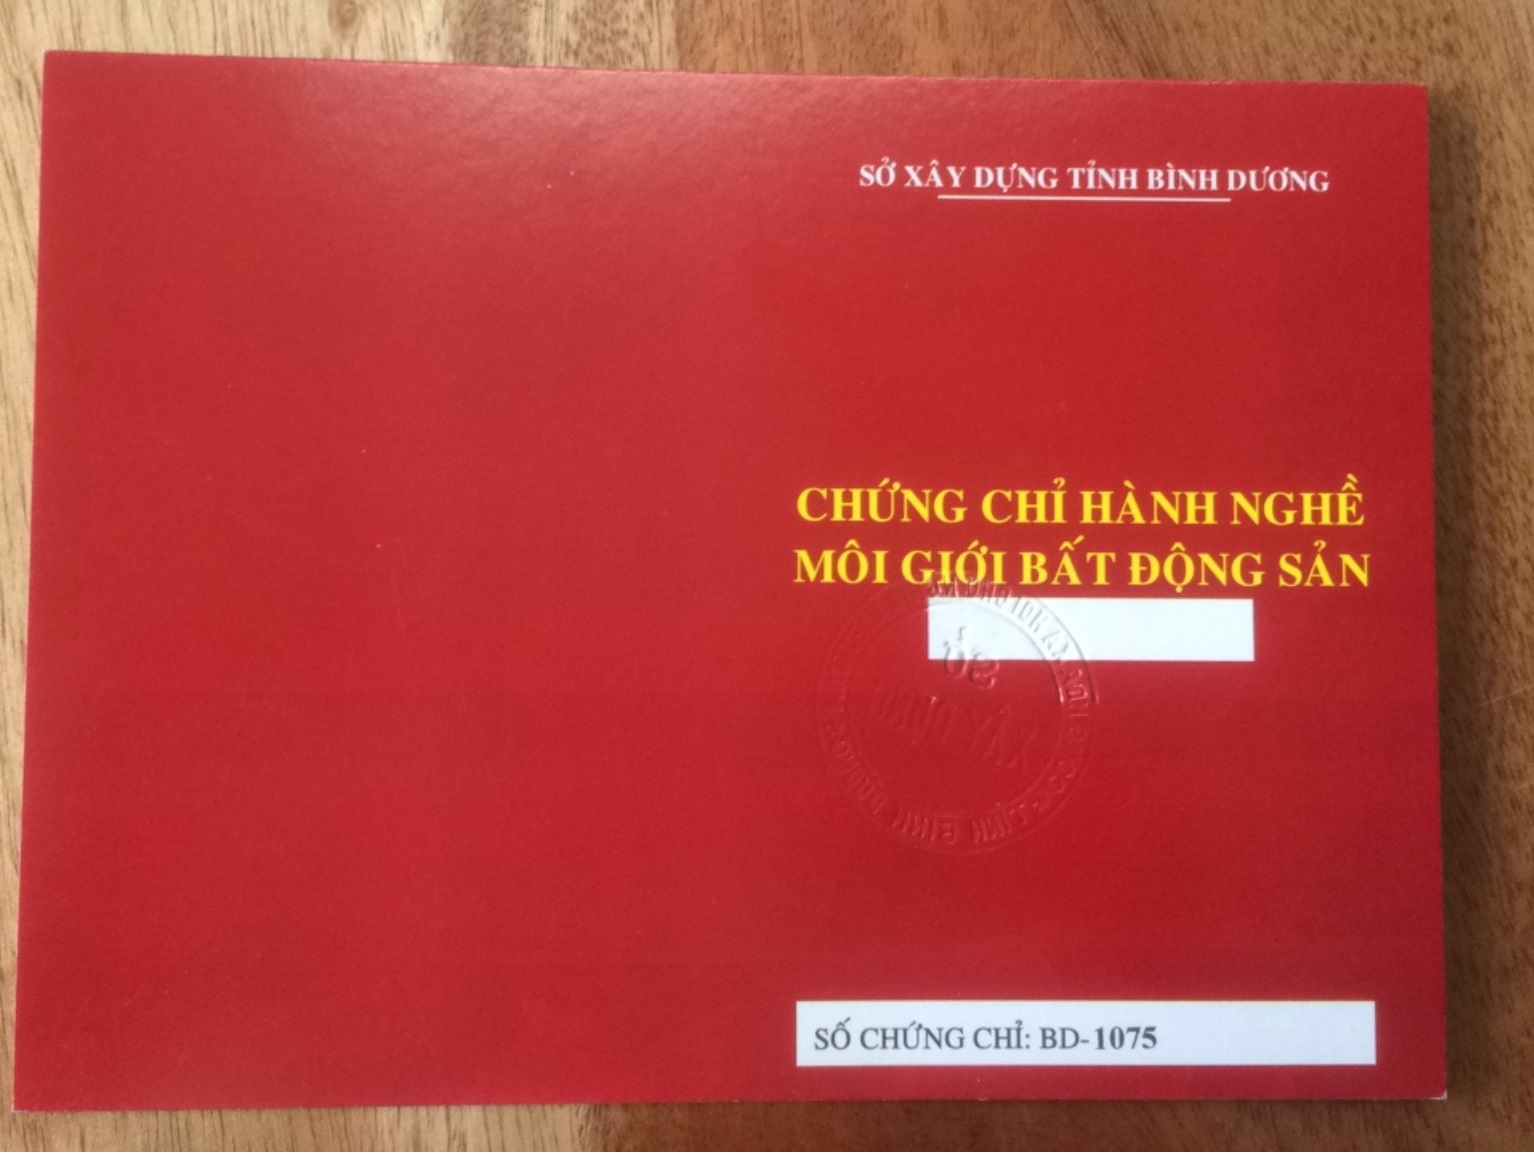 SỞ XÂY DỰNG TỈNH BÌNH DƯƠNG
CHỨNG CHỈ HÀNH NGHỀ
MÔI GIỚI BẤT ĐỘNG SẢN
SỐ CHỨNG CHỈ: BD-1075